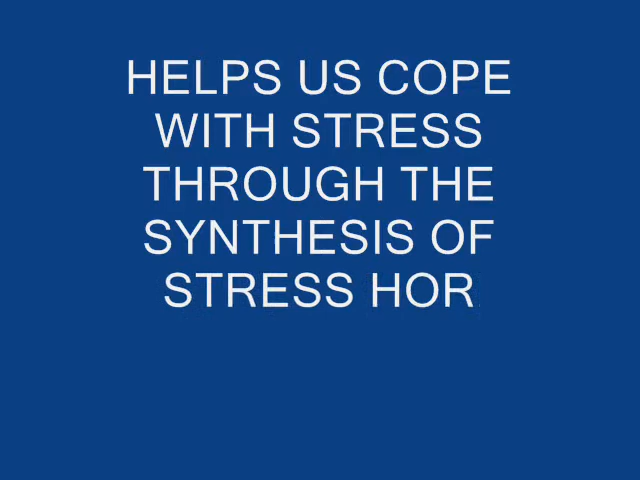 HELPS US COPE
WITH STRESS
THROUGH THE
SYNTHESIS OF
STRESS HOR